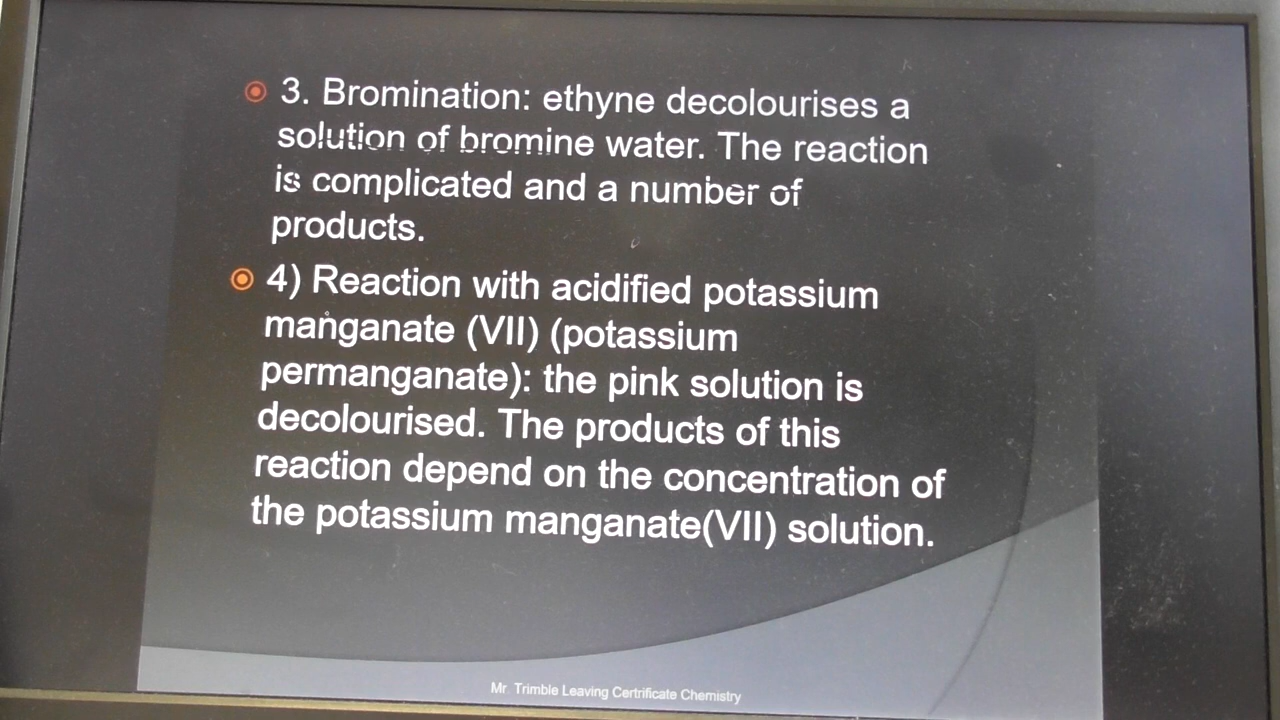 3. Bromination: ethyne decolourises a
solution of bromine water. The reaction
is complicated and a number of
products.
4) Reaction with acidified potassium
manganate (VII) (potassium
permanganate): the pink solution is
decolourised. The products of this
reaction depend on the concentration of
the potassium manganate(VII) solution.
Mr Trimble Leaving Certrificate Chemistry